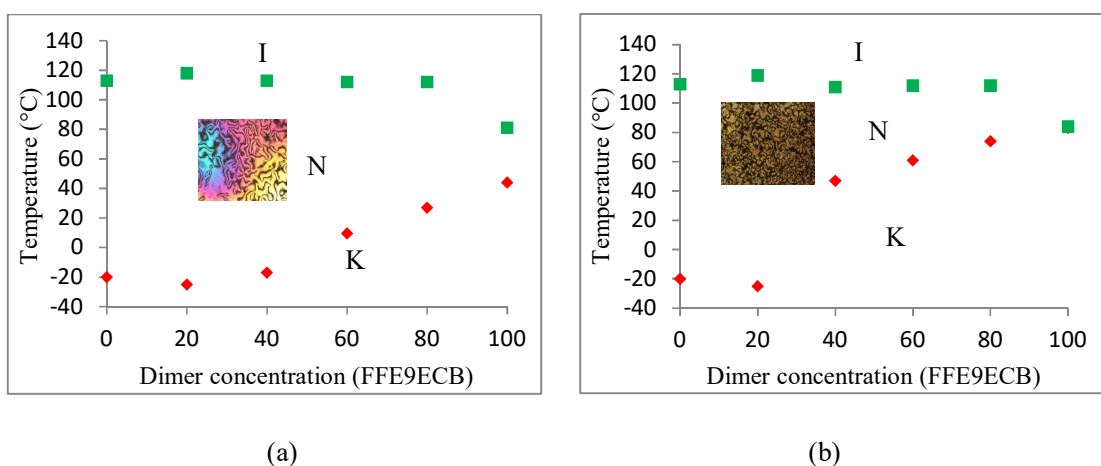 140
120
100
80
60
40
20
0
-20
-40
Temperature (°C)
I
N
K
0 20 40 60 80 100
Dimer concentration (FFE9ECB)
(a)
140
120
100
80
60
40
20
0
-20
-40
Temperature (°C)
I
N
K
0 20 40 60 80 100
Dimer concentration (FFE9ECB)
(b)